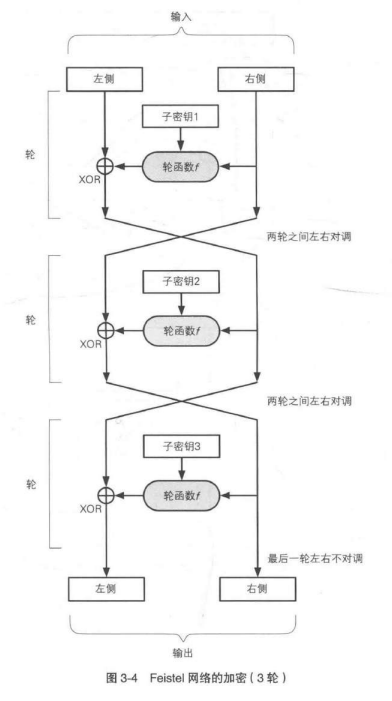 输入
左侧
右侧
子密钥1
轮
轮函数f
XOR
两轮之间左右对调
子密钥2
轮
轮函数f
XOR
两轮之间左右对调
子密钥3
轮
轮函数f
XOR
最后一轮左右不对调
左侧
右侧
输出
图 3-4 Feistel 网络的加密（3 轮）